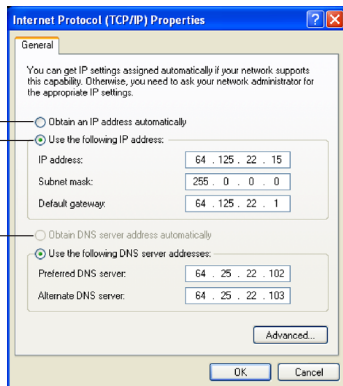 Internet Protocol (TCP/IP) Properties
General
You can get IP settings assigned automatically if your network supports
this capability. Otherwise, you need to ask your network administrator for
the appropriate IP settings.
Obtain an IP address automatically
Use the following IP address:
IP address: 64 . 125 . 22 . 15
Subnet mask: 255 . 0 . 0 . 0
Default gateway: 64 . 125 . 22 . 1
Obtain DNS server address automatically
Use the following DNS server addresses:
Preferred DNS server: 64 . 25 . 22 . 102
Alternate DNS server: 64 . 25 . 22 . 103
Advanced...
OK Cancel